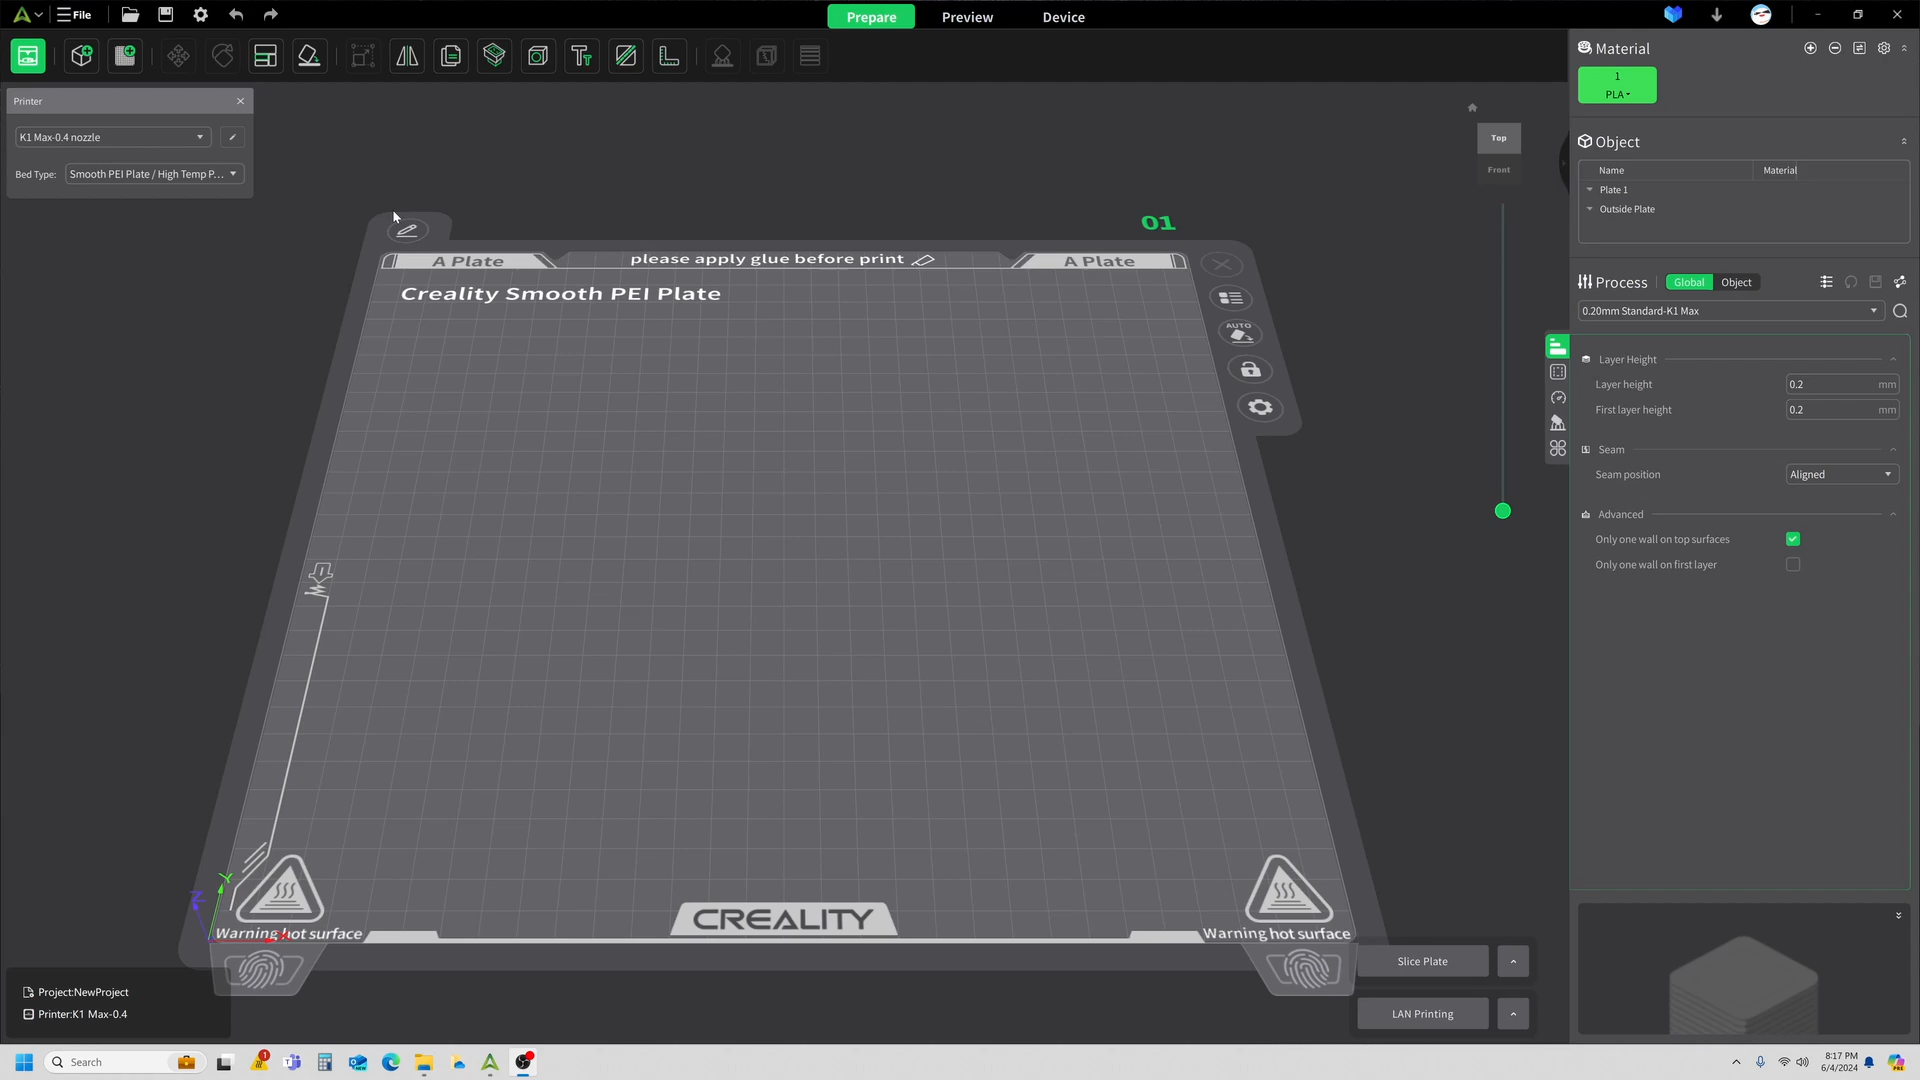 File
Prepare
Preview
Device
Printer
K1 Max-0.4 nozzle
Bed Type:
Smooth PEI Plate / High Temp P...
Top
Front
01
A Plate
please apply glue before print
A Plate
Creality Smooth PEI Plate
AUTO
Material
1
PLA
Object
Name
Material
Plate 1
Outside Plate
Process
Global
Object
0.20mm Standard-K1 Max
Layer Height
Layer height
0.2
mm
First layer height
0.2
mm
Seam
Seam position
Aligned
Advanced
Only one wall on top surfaces
Only one wall on first layer
Y
Z
X
Warning hot surface
CREALITY
Warning hot surface
Slice Plate
LAN Printing
Project:NewProject
Printer:K1 Max-0.4
Search
1
8:17 PM
6/4/2024
PRE